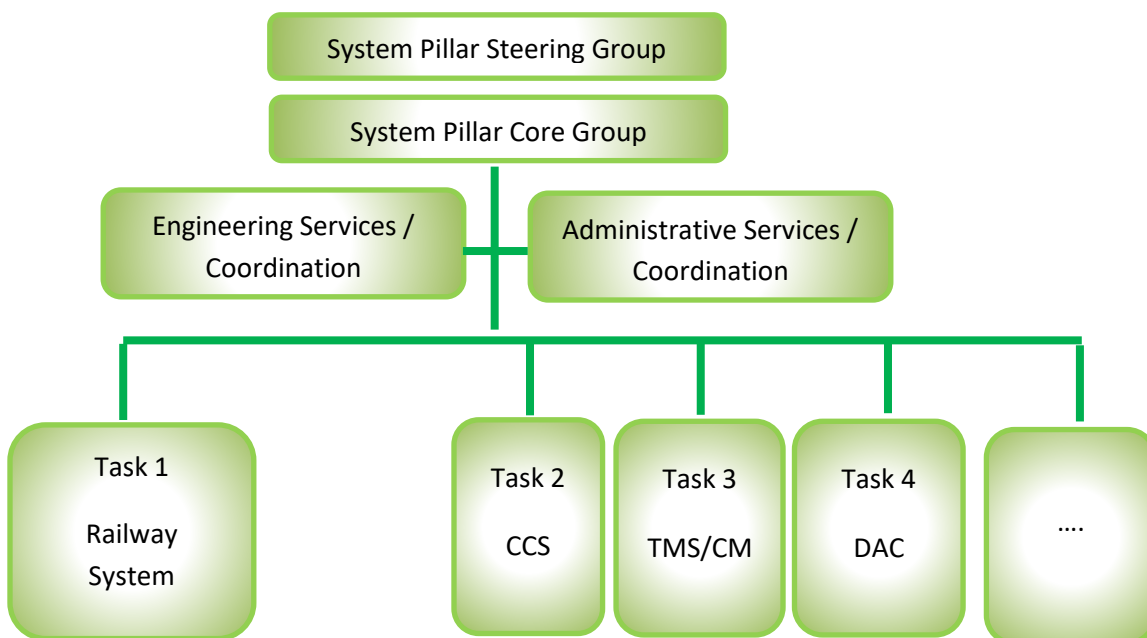 System Pillar Steering Group
System Pillar Core Group
Engineering Services /
Coordination
Administrative Services /
Coordination
Task 1
Railway
System
Task 2
CCS
Task 3
TMS/CM
Task 4
DAC
....